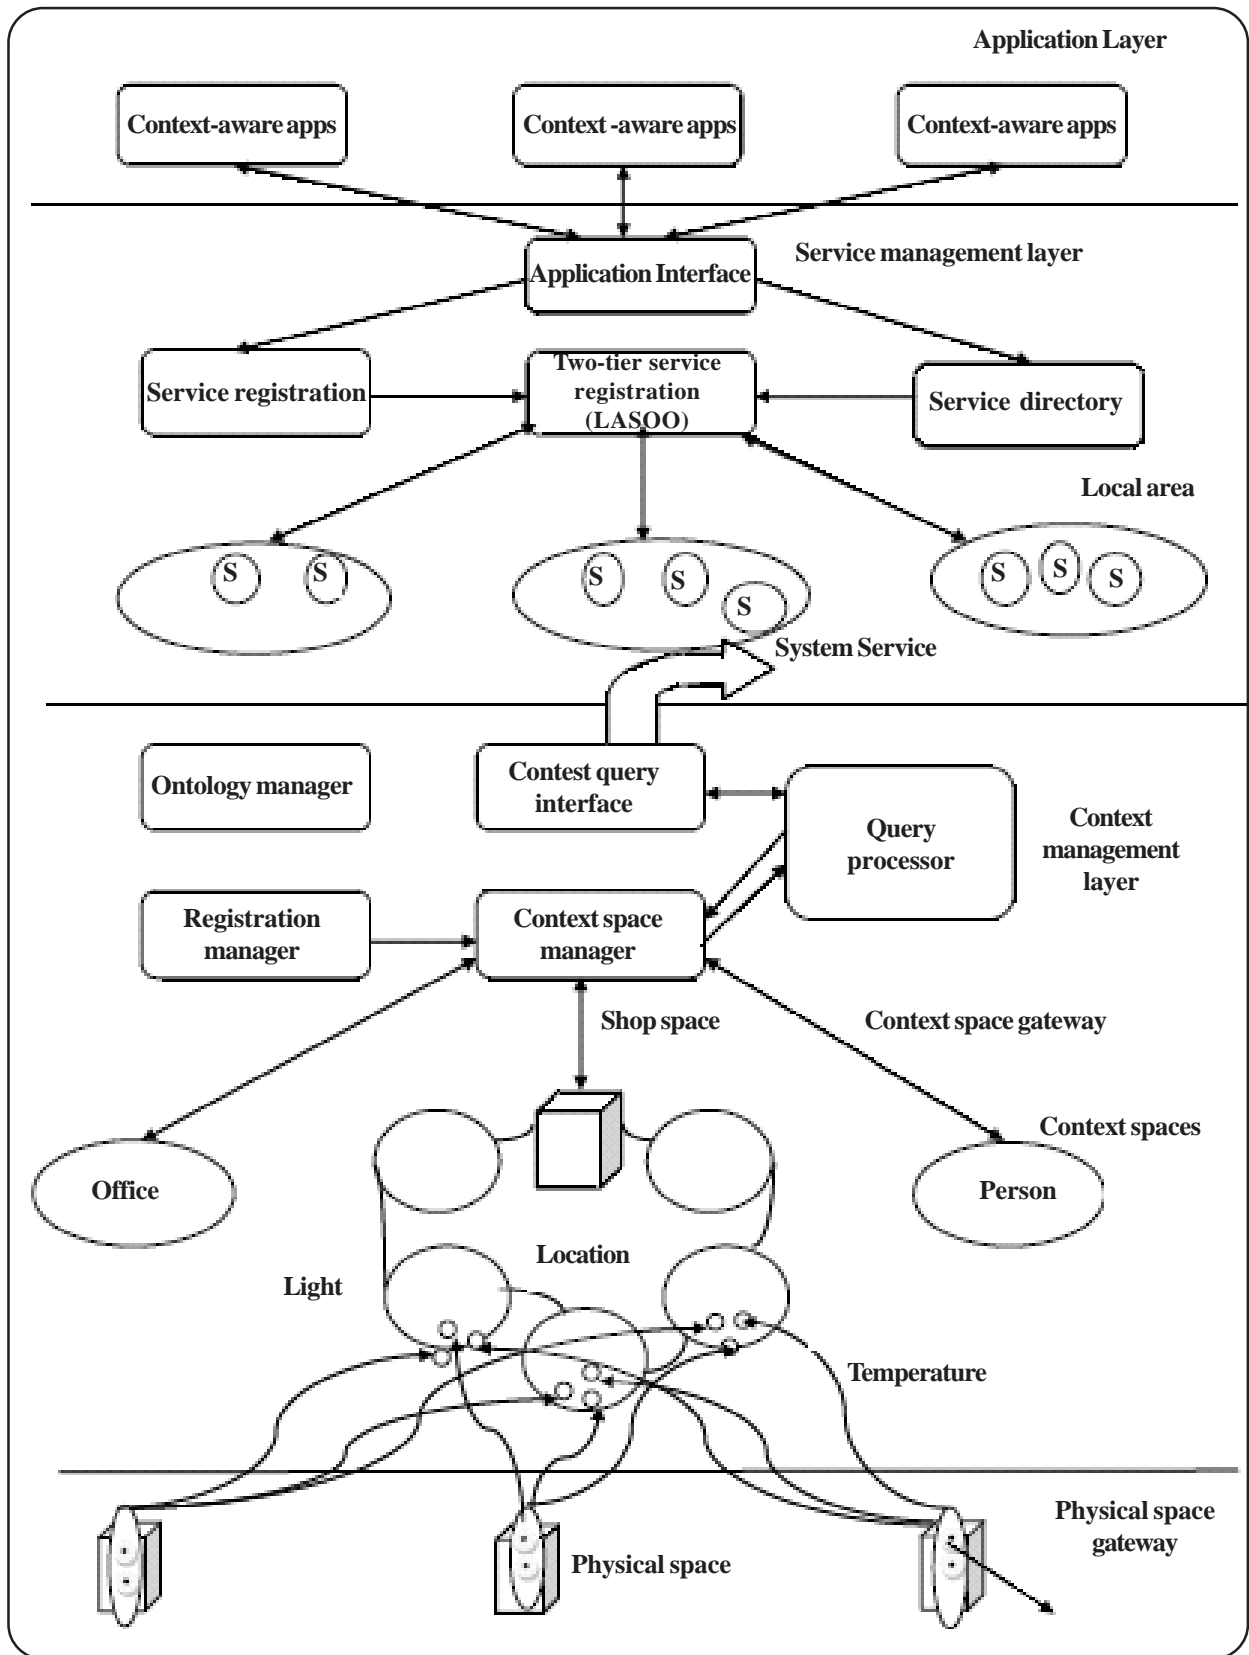 Application Layer
Context-aware apps
Context -aware apps
Context-aware apps
Service management layer
Application Interface
Service registration
Two-tier service
registration
(LASOO)
Service directory
Local area
S
S
S
S
S
S
S
S
System Service
Ontology manager
Contest query
interface
Query
processor
Context
management
layer
Registration
manager
Context space
manager
Shop space
Context space gateway
Context spaces
Office
Person
Location
Light
Temperature
Physical space
gateway
Physical space